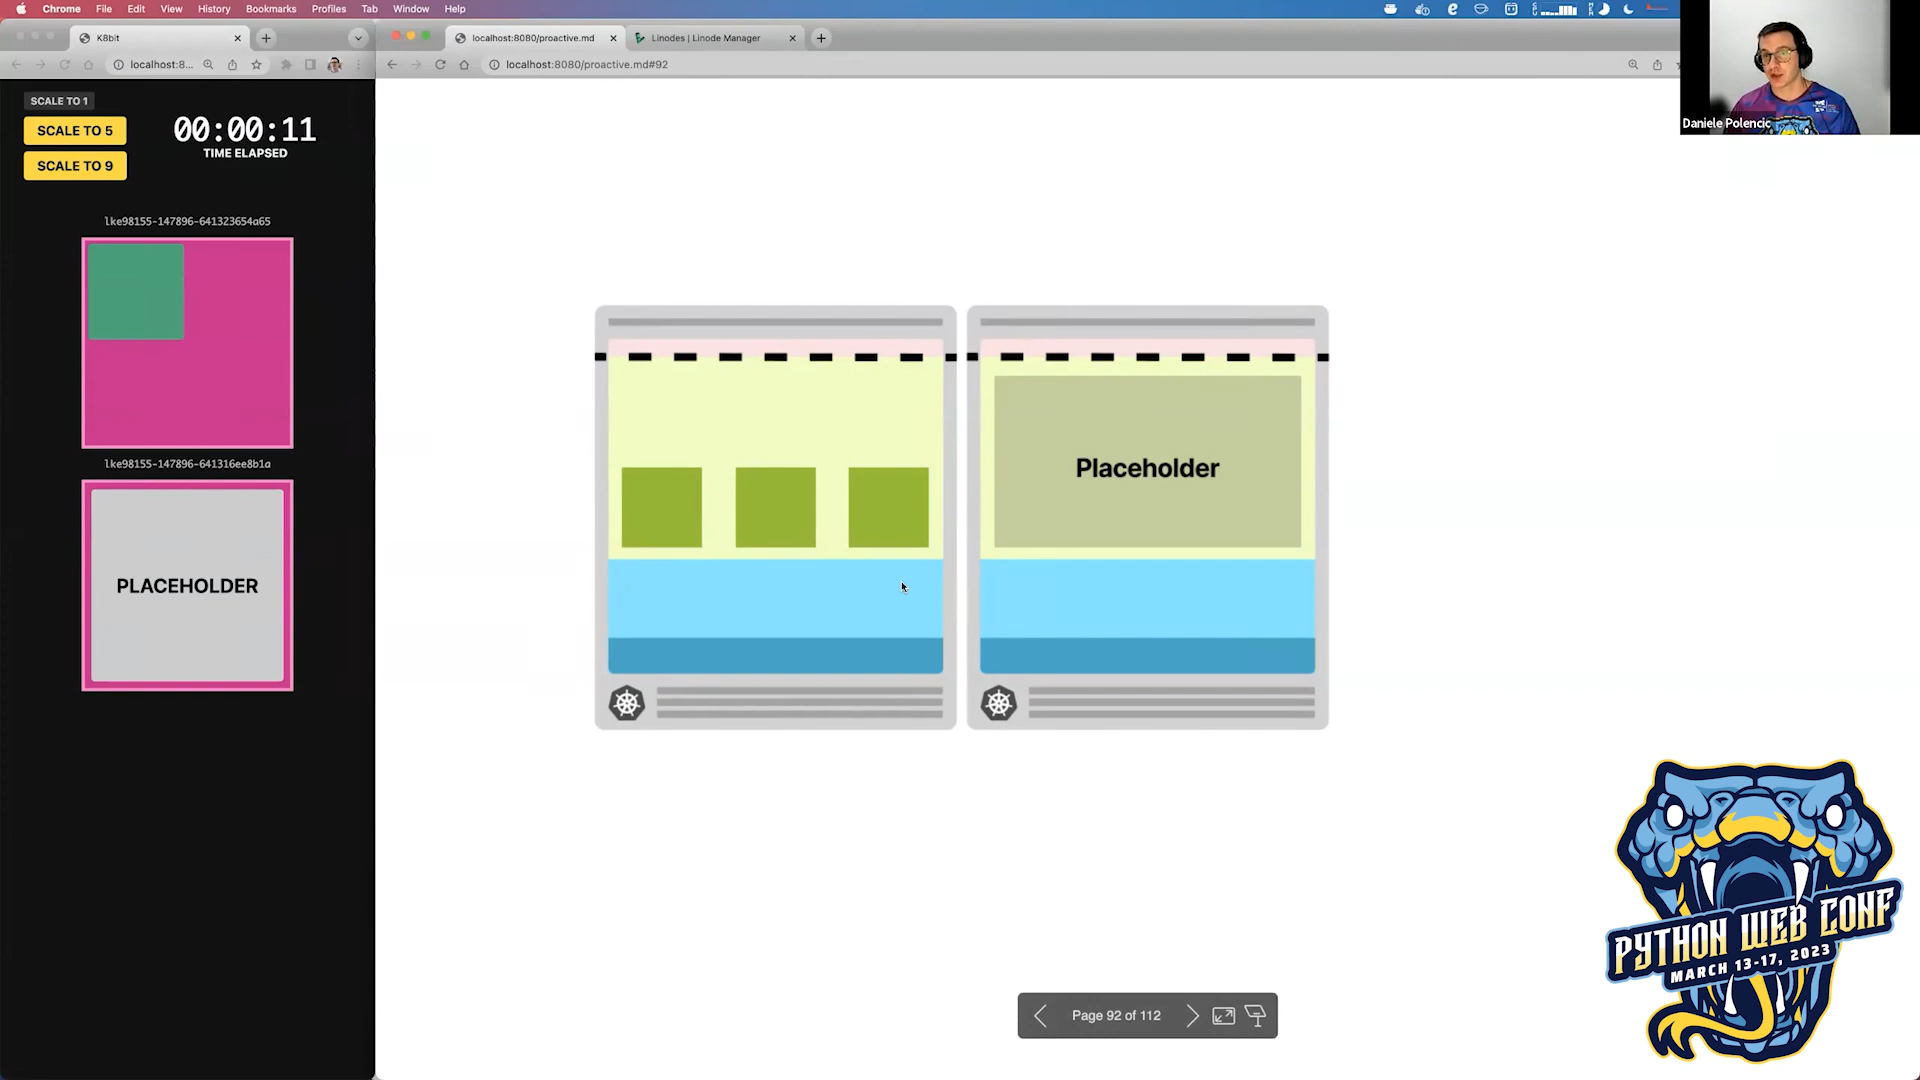 Chrome File Edit View History Bookmarks Profiles Tab Window Help
K8bit
localhost:8...
localhost:8080/proactive.md
Linodes | Linode Manager
localhost:8080/proactive.md#92
SCALE TO 1
SCALE TO 5
SCALE TO 9
00:00:11
TIME ELAPSED
lke98155-147896-641323654a65
lke98155-147896-641316ee8b1a
PLACEHOLDER
Placeholder
Page 92 of 112
Daniele Polencic
PYTHON WEB CONF
MARCH 13-17, 2023